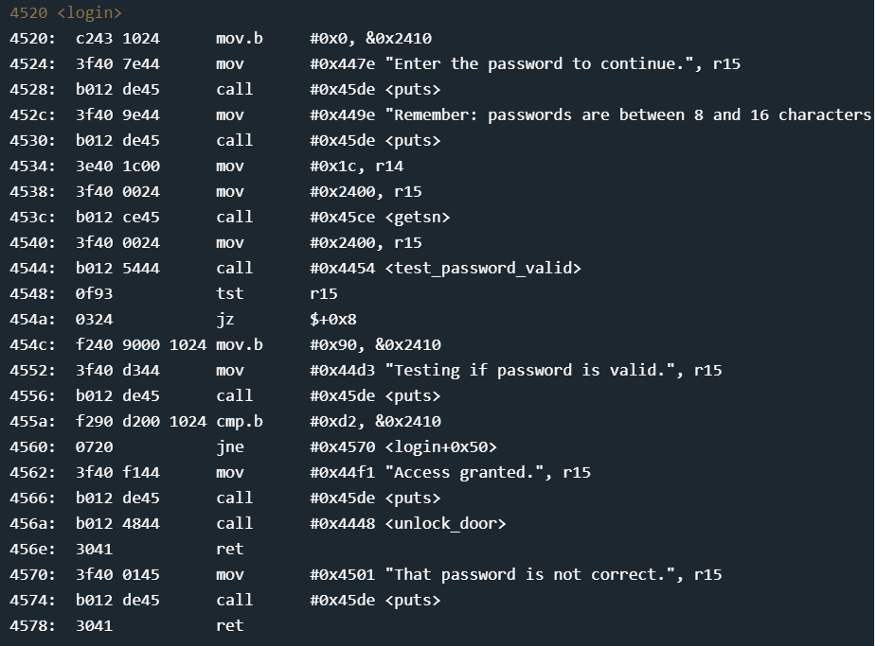 4520 <login>
4520: c243 1024 mov.b #0x0, &0x2410
4524: 3f40 7e44 mov #0x447e "Enter the password to continue.", r15
4528: b012 de45 call #0x45de <puts>
452c: 3f40 9e44 mov #0x449e "Remember: passwords are between 8 and 16 characters
4530: b012 de45 call #0x45de <puts>
4534: 3e40 1c00 mov #0x1c, r14
4538: 3f40 0024 mov #0x2400, r15
453c: b012 ce45 call #0x45ce <getsn>
4540: 3f40 0024 mov #0x2400, r15
4544: b012 5444 call #0x4454 <test_password_valid>
4548: 0f93 tst r15
454a: 0324 jz $+0x8
454c: f240 9000 1024 mov.b #0x90, &0x2410
4552: 3f40 d344 mov #0x44d3 "Testing if password is valid.", r15
4556: b012 de45 call #0x45de <puts>
455a: f290 d200 1024 cmp.b #0xd2, &0x2410
4560: 0720 jne #0x4570 <login+0x50>
4562: 3f40 f144 mov #0x44f1 "Access granted.", r15
4566: b012 de45 call #0x45de <puts>
456a: b012 4844 call #0x4448 <unlock_door>
456e: 3041 ret
4570: 3f40 0145 mov #0x4501 "That password is not correct.", r15
4574: b012 de45 call #0x45de <puts>
4578: 3041 ret